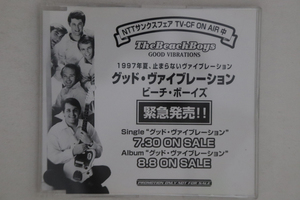 NTTサンクスフェア TV-CF ON AIR 中
The Beach Boys
GOOD VIBRATIONS
1997年夏、止まらないヴァイブレーション
グッド・ヴァイブレーション
ビーチ・ボーイズ
緊急発売!!
Single "グッド・ヴァイブレーション"
7.30 ON SALE
Album "グッド・ヴァイブレーション"
8.8 ON SALE
PROMOTION ONLY NOT FOR SALE